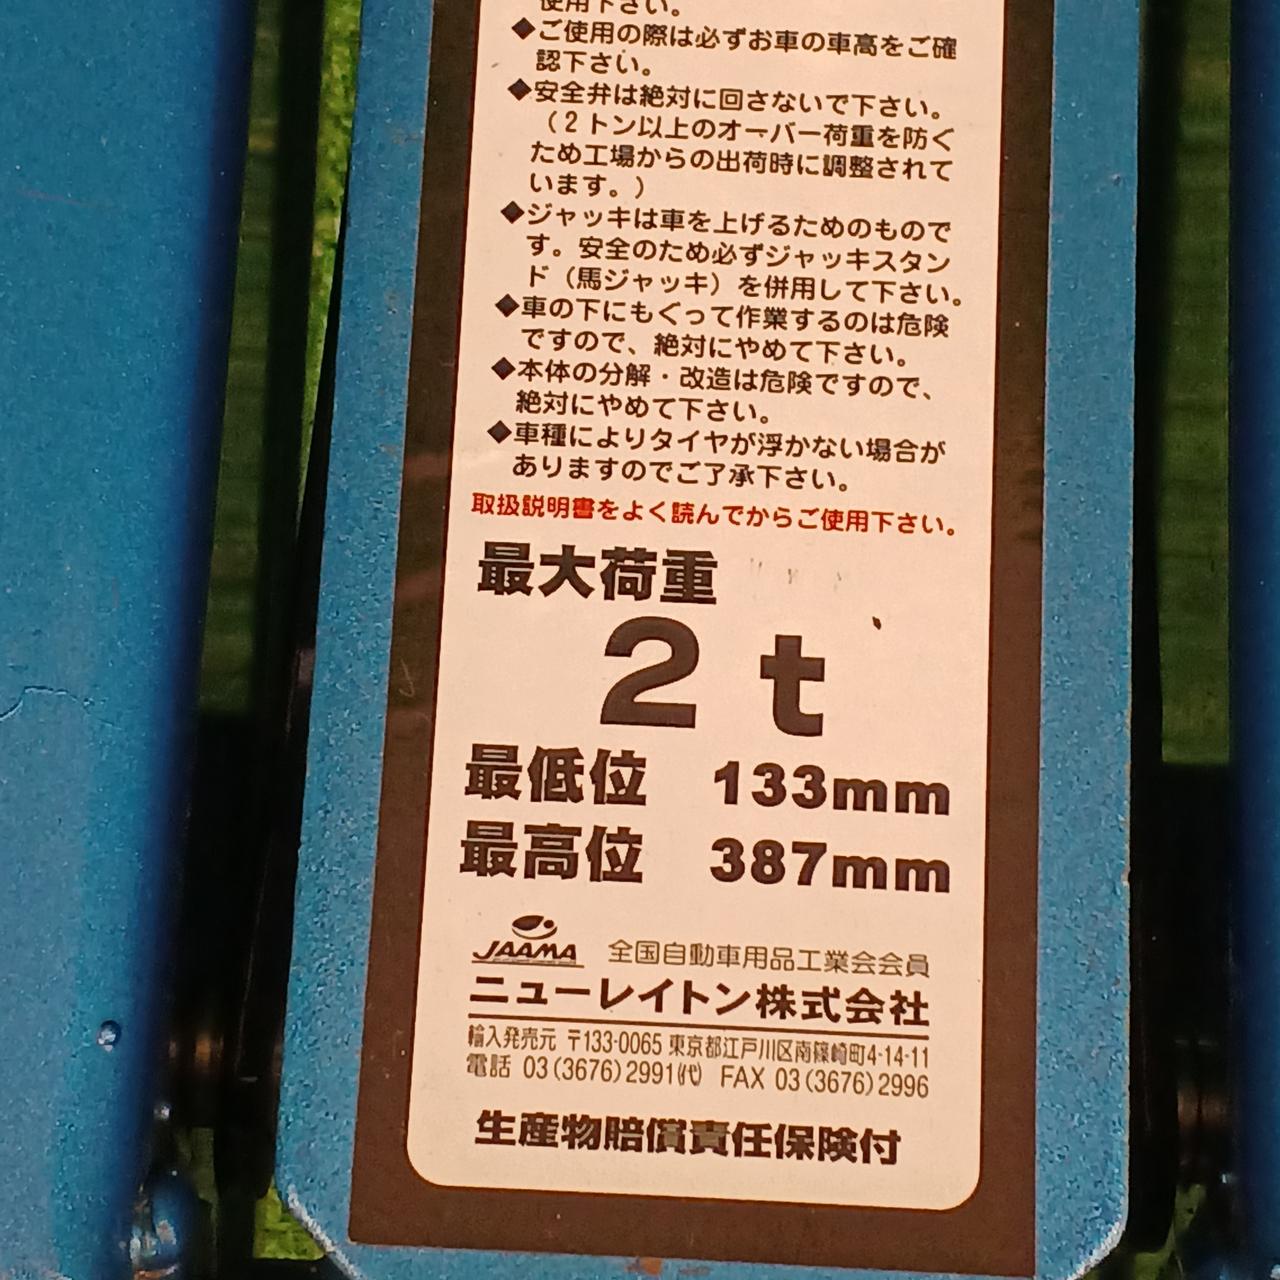 使用下さい。
◆ご使用の際は必ずお車の車高をご確
認下さい。
◆安全弁は絶対に回さないで下さい。
（2トン以上のオーバー荷重を防ぐ
ため工場からの出荷時に調整されて
います。）
◆ジャッキは車を上げるためのもので
す。安全のため必ずジャッキスタン
ド（馬ジャッキ）を併用して下さい。
◆車の下にもぐって作業するのは危険
ですので、絶対にやめて下さい。
◆本体の分解・改造は危険ですので、
絶対にやめて下さい。
◆車種によりタイヤが浮かない場合が
ありますのでご了承下さい。
取扱説明書をよく読んでからご使用下さい。
最大荷重
2 t
最低位 133mm
最高位 387mm
JAAMA 全国自動車用品工業会会員
ニューレイトン株式会社
輸入発売元 〒133-0065 東京都江戸川区南篠崎町4-14-11
電話 03(3676)2991㈹ FAX 03(3676)2996
生産物賠償責任保険付